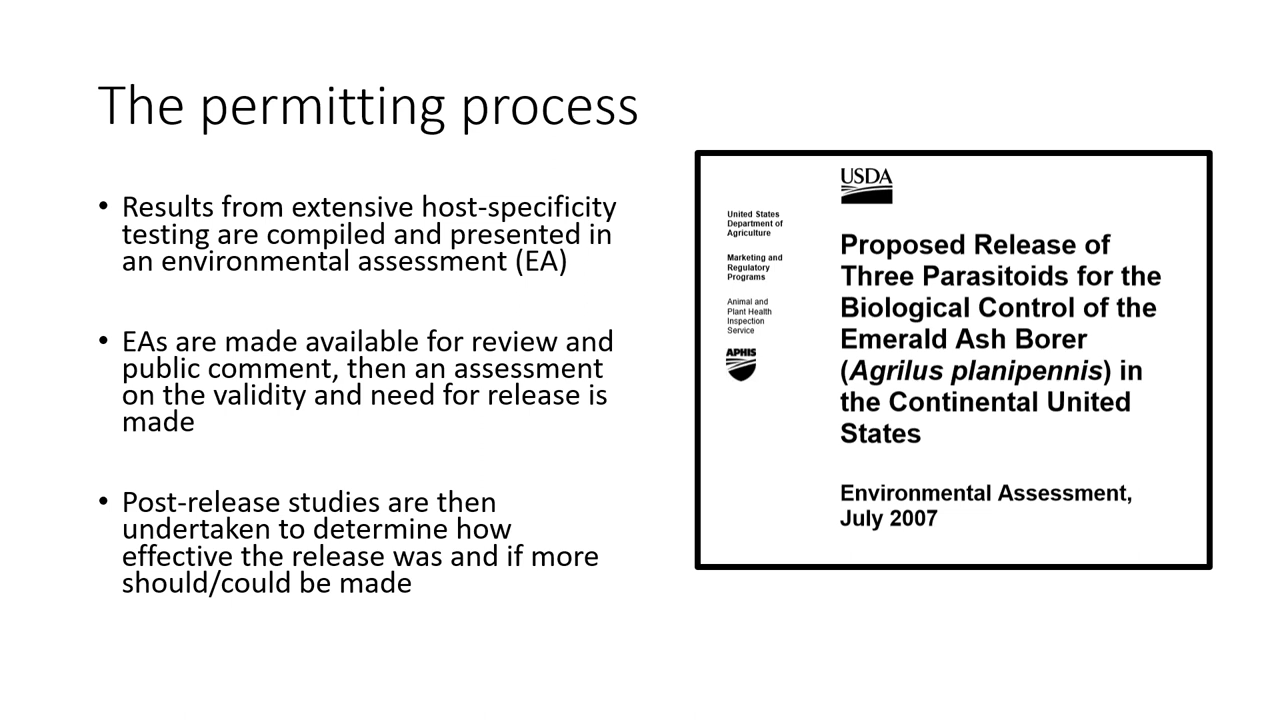 The permitting process
• Results from extensive host-specificity
testing are compiled and presented in
an environmental assessment (EA)
• EAs are made available for review and
public comment, then an assessment
on the validity and need for release is
made
• Post-release studies are then
undertaken to determine how
effective the release was and if more
should/could be made
USDA
United States
Department of
Agriculture
Marketing and
Regulatory
Programs
Animal and
Plant Health
Inspection
Service
APHIS
Proposed Release of
Three Parasitoids for the
Biological Control of the
Emerald Ash Borer
(Agrilus planipennis) in
the Continental United
States
Environmental Assessment,
July 2007